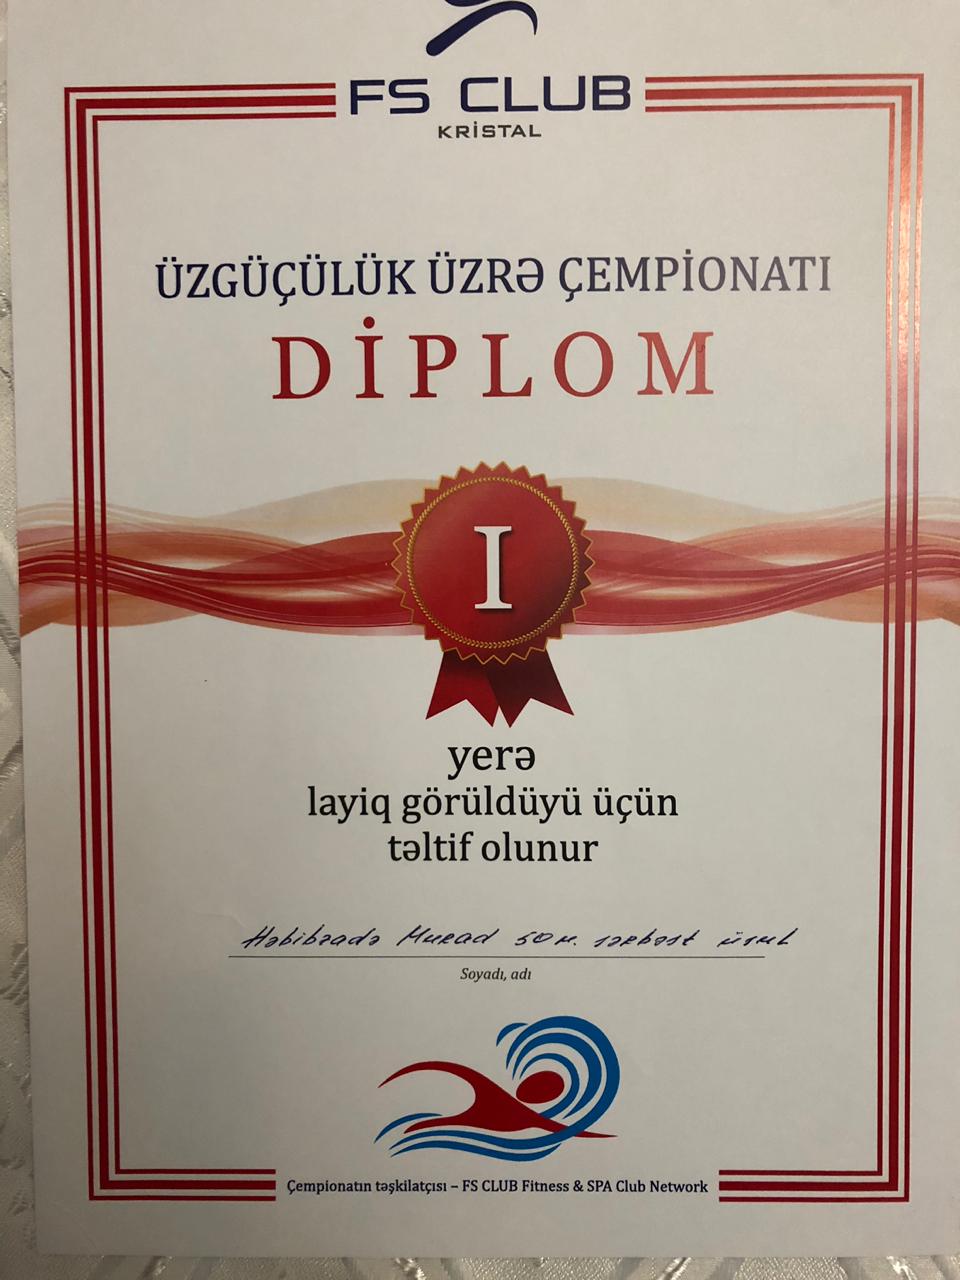 FS CLUB
KRİSTAL
ÜZGÜÇÜLÜK ÜZRƏ ÇEMPİONATI
DİPLOM
I
yerə
layiq görüldüyü üçün
təltif olunur
Həbibzadə Murad 50 м. sərbəst üsul
Soyadı, adı
Çempionatın təşkilatçısı – FS CLUB Fitness & SPA Club Network